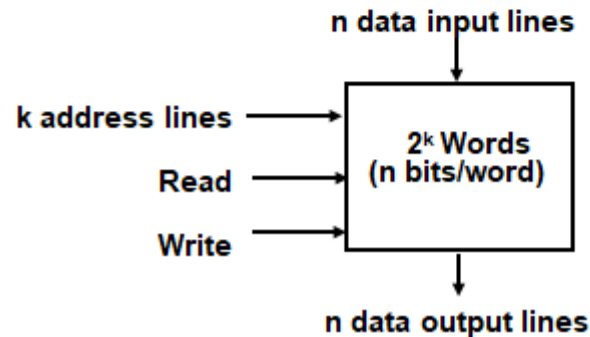 n data input lines
k address lines
2ᵏ Words
(n bits/word)
Read
Write
n data output lines